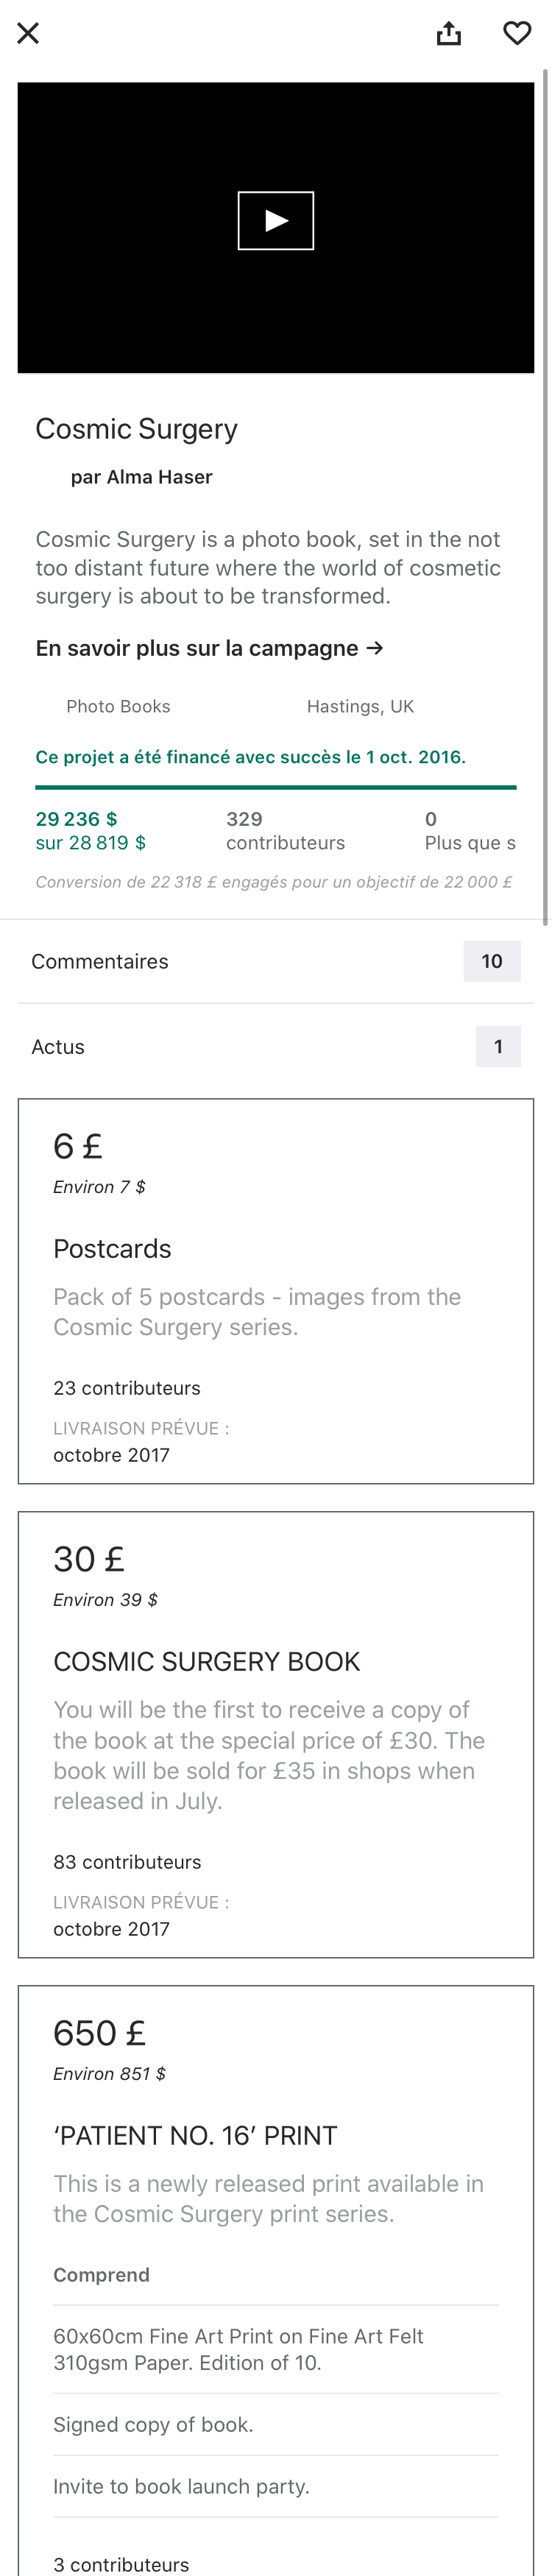 Cosmic Surgery
par Alma Haser
Cosmic Surgery is a photo book, set in the not
too distant future where the world of cosmetic
surgery is about to be transformed.
En savoir plus sur la campagne →
Photo Books
Hastings, UK
Ce projet a été financé avec succès le 1 oct. 2016.
29 236 $
sur 28 819 $
329
contributeurs
0
Plus que s
Conversion de 22 318 £ engagés pour un objectif de 22 000 £
Commentaires
10
Actus
1
6 £
Environ 7 $
Postcards
Pack of 5 postcards - images from the
Cosmic Surgery series.
23 contributeurs
LIVRAISON PRÉVUE :
octobre 2017
30 £
Environ 39 $
COSMIC SURGERY BOOK
You will be the first to receive a copy of
the book at the special price of £30. The
book will be sold for £35 in shops when
released in July.
83 contributeurs
LIVRAISON PRÉVUE :
octobre 2017
650 £
Environ 851 $
‘PATIENT NO. 16’ PRINT
This is a newly released print available in
the Cosmic Surgery print series.
Comprend
60x60cm Fine Art Print on Fine Art Felt
310gsm Paper. Edition of 10.
Signed copy of book.
Invite to book launch party.
3 contributeurs